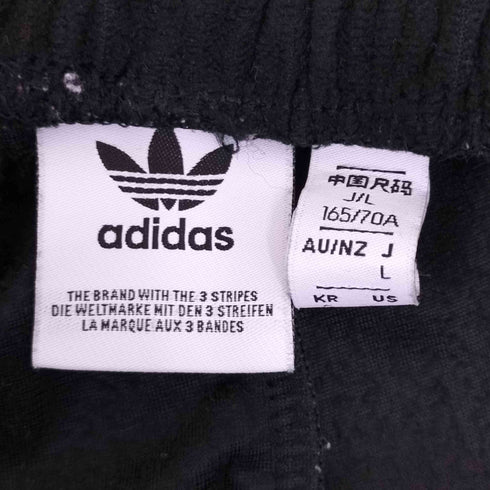 adidas
THE BRAND WITH THE 3 STRIPES
DIE WELTMARKE MIT DEN 3 STREIFEN
LA MARQUE AUX 3 BANDES
中国尺码
J/L
165/70A
AU/NZ J
L
KR US